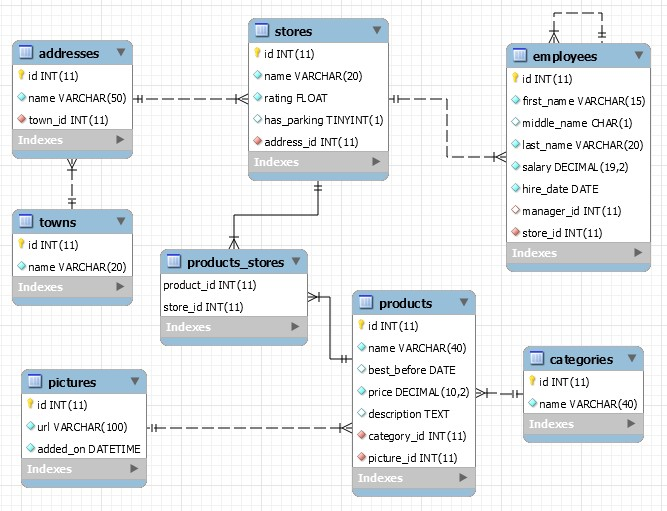 addresses
id INT(11)
name VARCHAR(50)
town_id INT(11)
Indexes
stores
id INT(11)
name VARCHAR(20)
rating FLOAT
has_parking TINYINT(1)
address_id INT(11)
Indexes
employees
id INT(11)
first_name VARCHAR(15)
middle_name CHAR(1)
last_name VARCHAR(20)
salary DECIMAL(19,2)
hire_date DATE
manager_id INT(11)
store_id INT(11)
Indexes
towns
id INT(11)
name VARCHAR(20)
Indexes
products_stores
product_id INT(11)
store_id INT(11)
Indexes
products
id INT(11)
name VARCHAR(40)
best_before DATE
price DECIMAL(10,2)
description TEXT
category_id INT(11)
picture_id INT(11)
Indexes
categories
id INT(11)
name VARCHAR(40)
Indexes
pictures
id INT(11)
url VARCHAR(100)
added_on DATETIME
Indexes